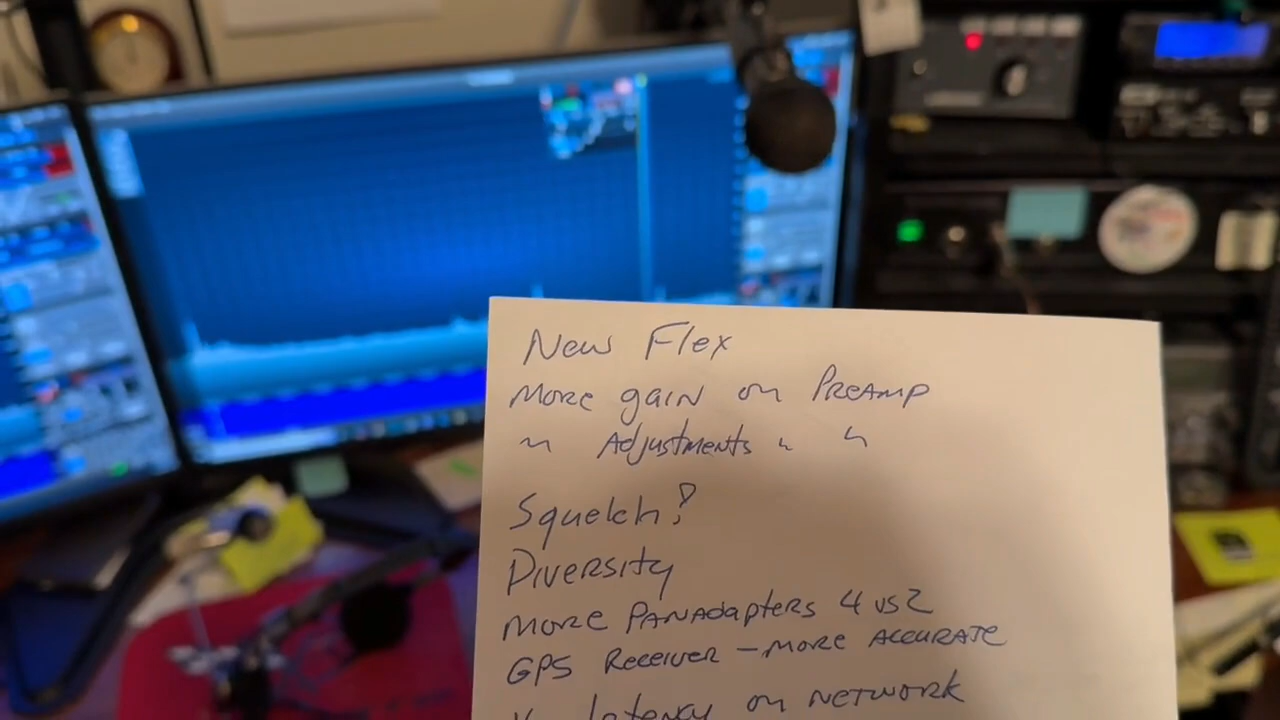 New Flex
More gain on Preamp
" Adjustments " "
Squelch?
Diversity
More Panadapters 4 vs 2
GPS Receiver - More Accurate
latency on Network